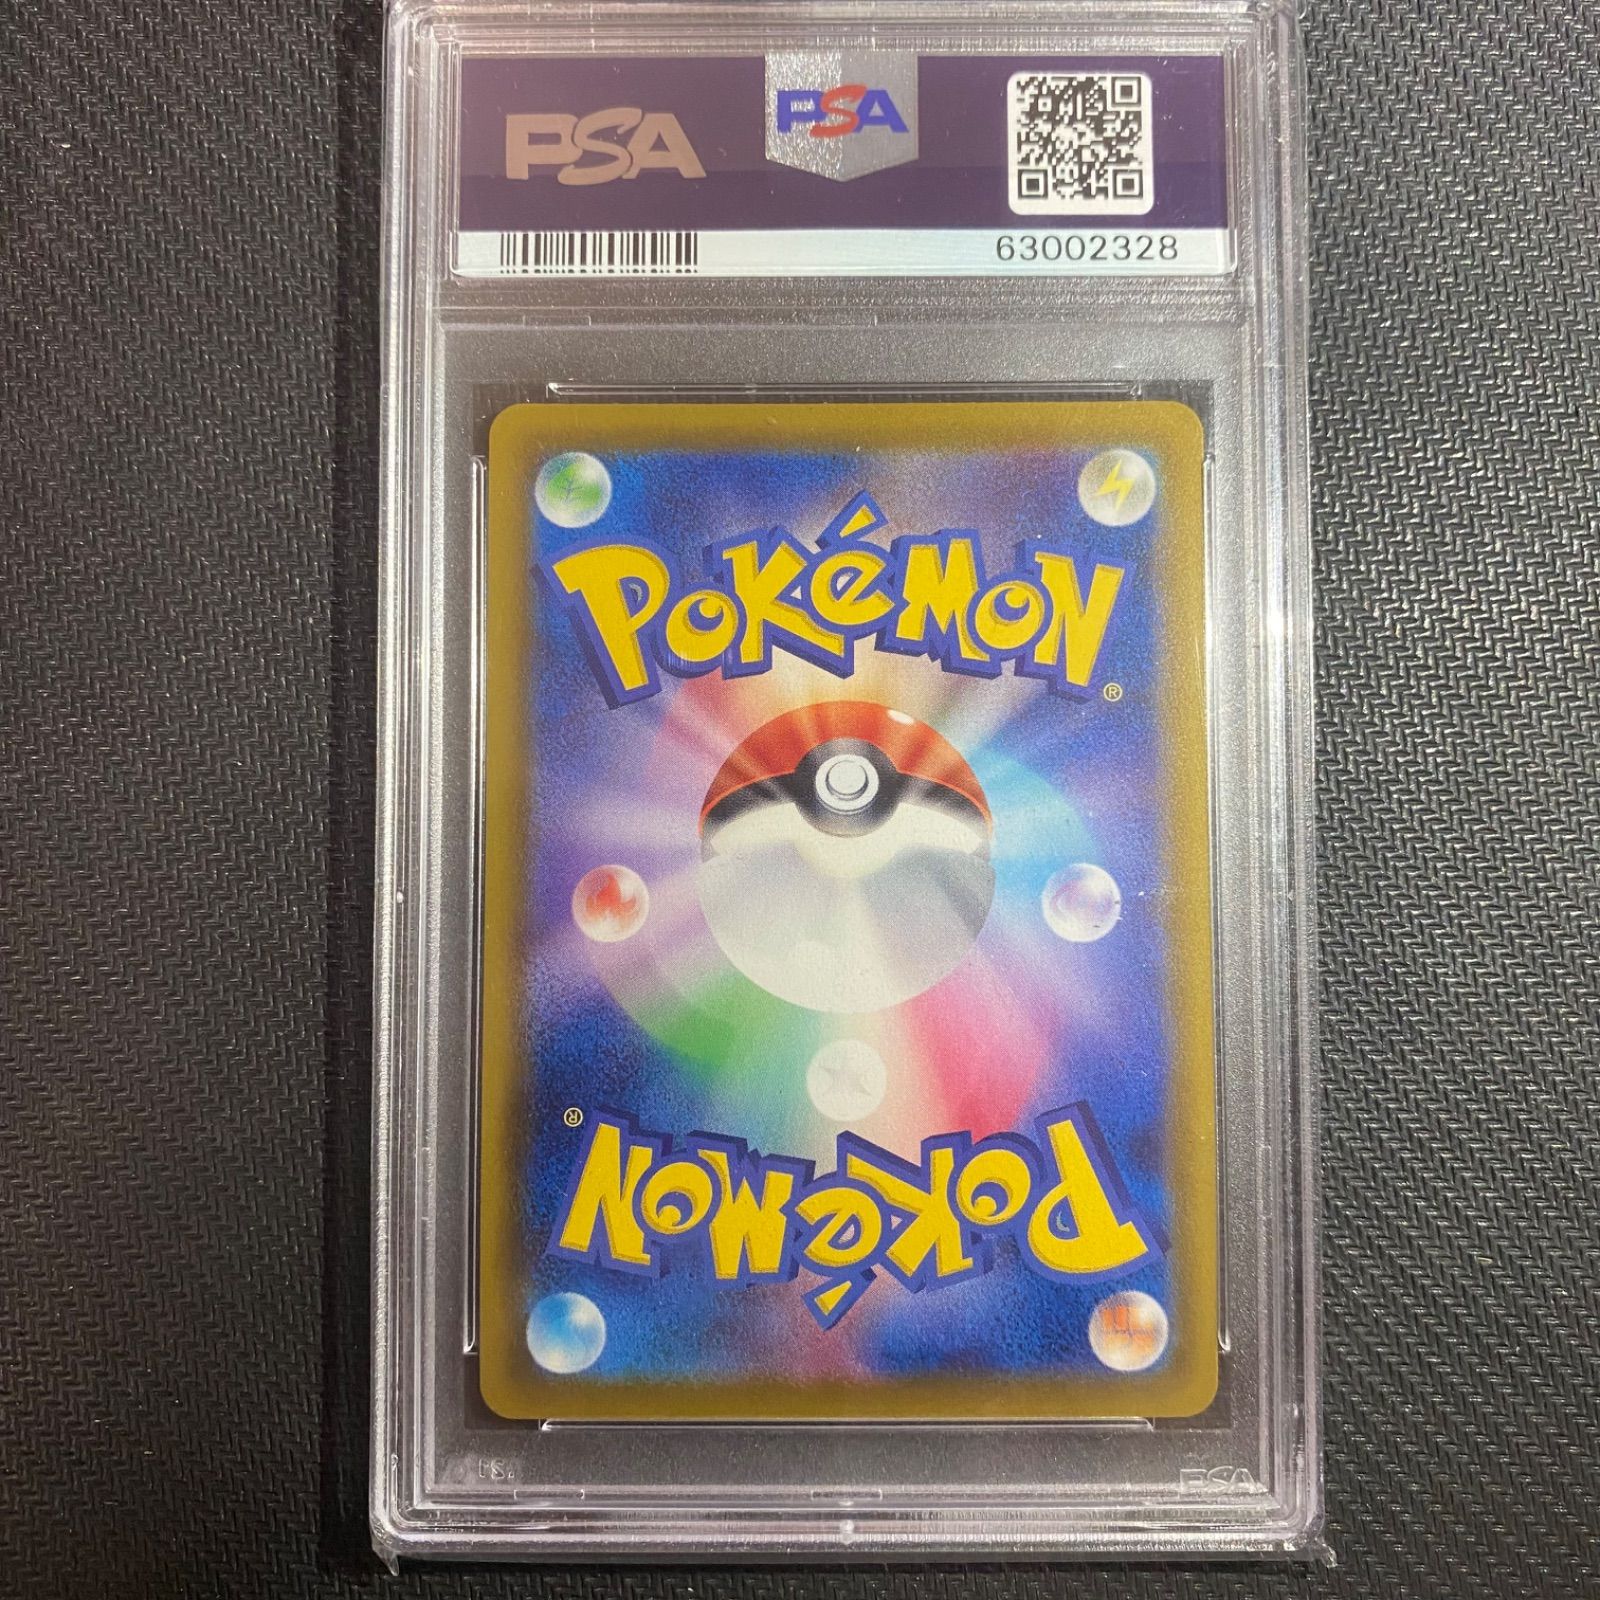 PSA PSA
63002328
POKéMON
®
®
POKéMON
PSA